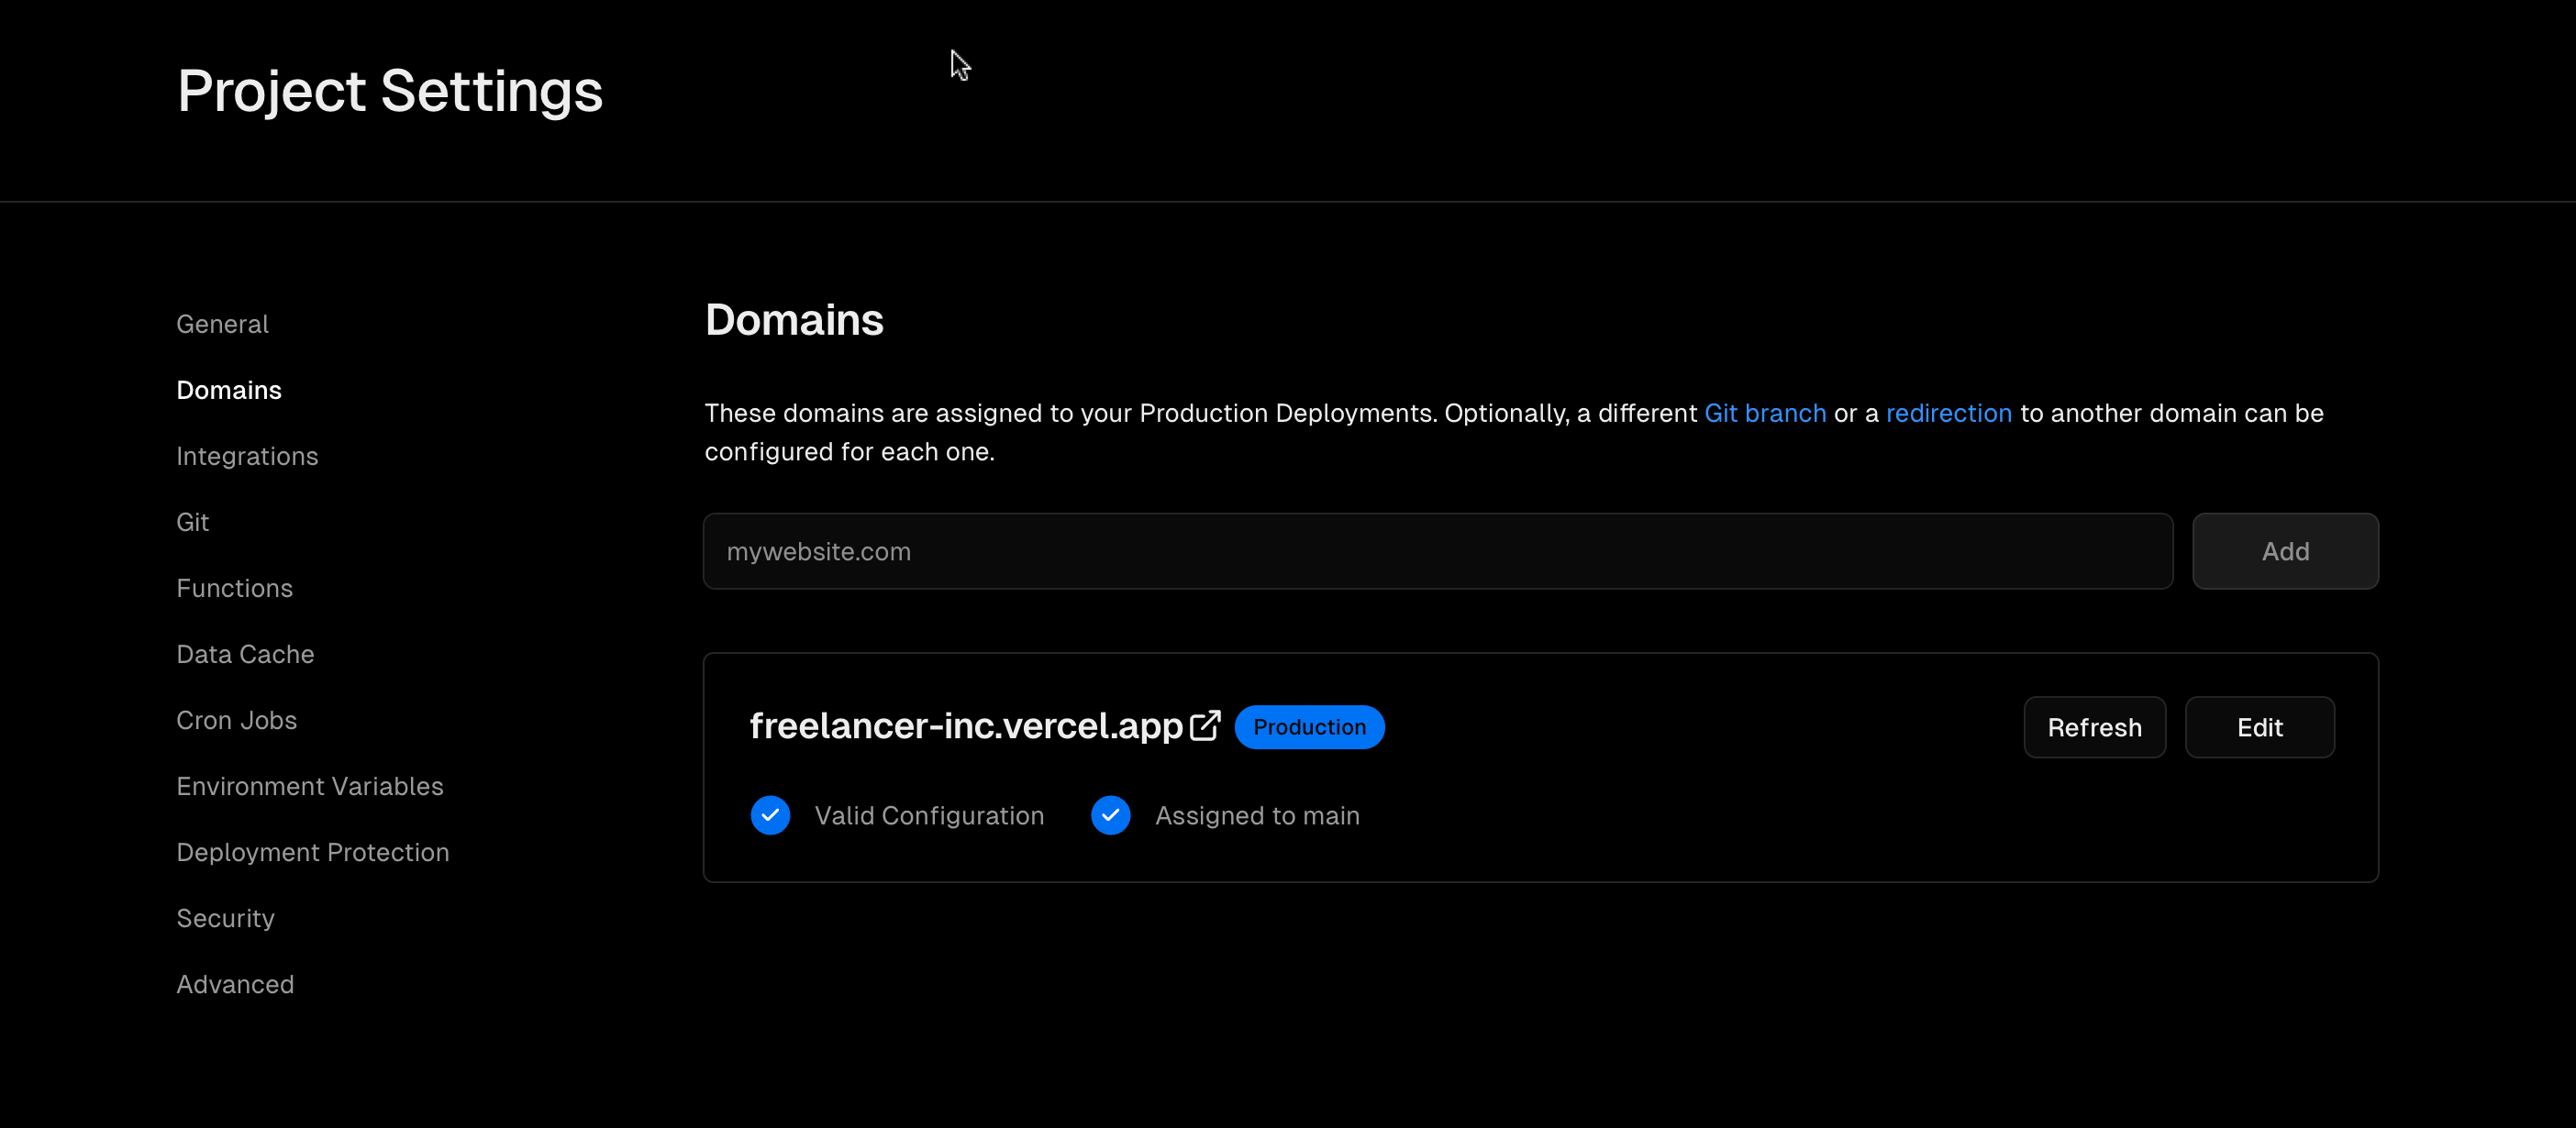 Project Settings
General
Domains
Integrations
Git
Functions
Data Cache
Cron Jobs
Environment Variables
Deployment Protection
Security
Advanced
Domains
These domains are assigned to your Production Deployments. Optionally, a different Git branch or a redirection to another domain can be
configured for each one.
mywebsite.com
Add
freelancer-inc.vercel.app Production
Refresh
Edit
Valid Configuration
Assigned to main